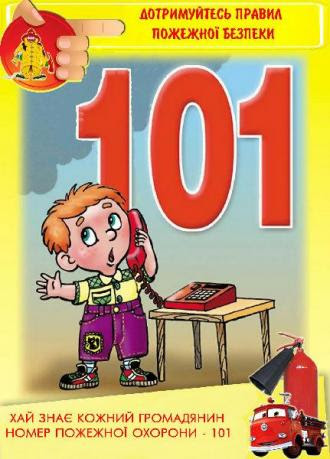 ДОТРИМУЙТЕСЬ ПРАВИЛ
ПОЖЕЖНОЇ БЕЗПЕКИ
101
ХАЙ ЗНАЄ КОЖНИЙ ГРОМАДЯНИН
НОМЕР ПОЖЕЖНОЇ ОХОРОНИ - 101